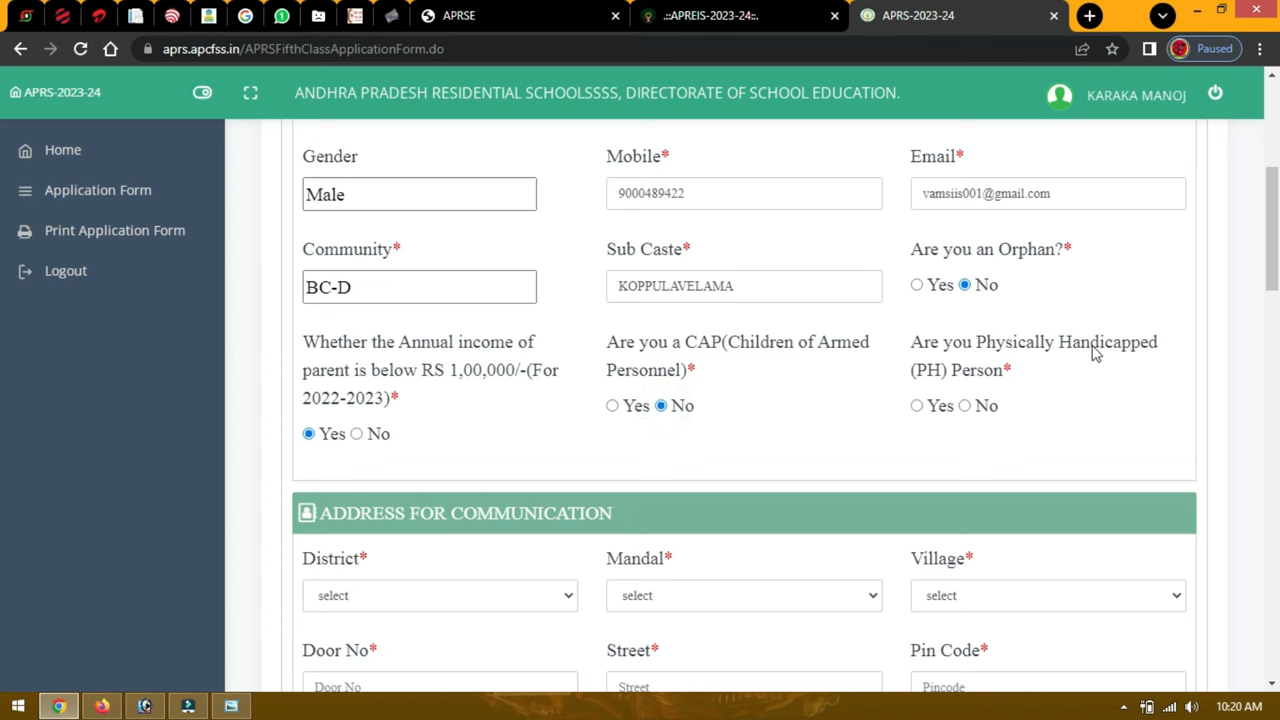 APRSE
.::APREIS-2023-24::.
APRS-2023-24
aprs.apcfss.in/APRSFifthClassApplicationForm.do
Paused
APRS-2023-24
ANDHRA PRADESH RESIDENTIAL SCHOOLSSSS, DIRECTORATE OF SCHOOL EDUCATION.
KARAKA MANOJ
Home
Application Form
Print Application Form
Logout
Gender
Mobile*
Email*
Male
9000489422
vamsiis001@gmail.com
Community*
Sub Caste*
Are you an Orphan?*
BC-D
KOPPULAVELAMA
Yes No
Whether the Annual income of
parent is below RS 1,00,000/-(For
2022-2023)*
Yes No
Are you a CAP(Children of Armed
Personnel)*
Yes No
Are you Physically Handicapped
(PH) Person*
Yes No
ADDRESS FOR COMMUNICATION
District*
Mandal*
Village*
select
select
select
Door No*
Street*
Pin Code*
Door No
Street
Pincode
10:20 AM